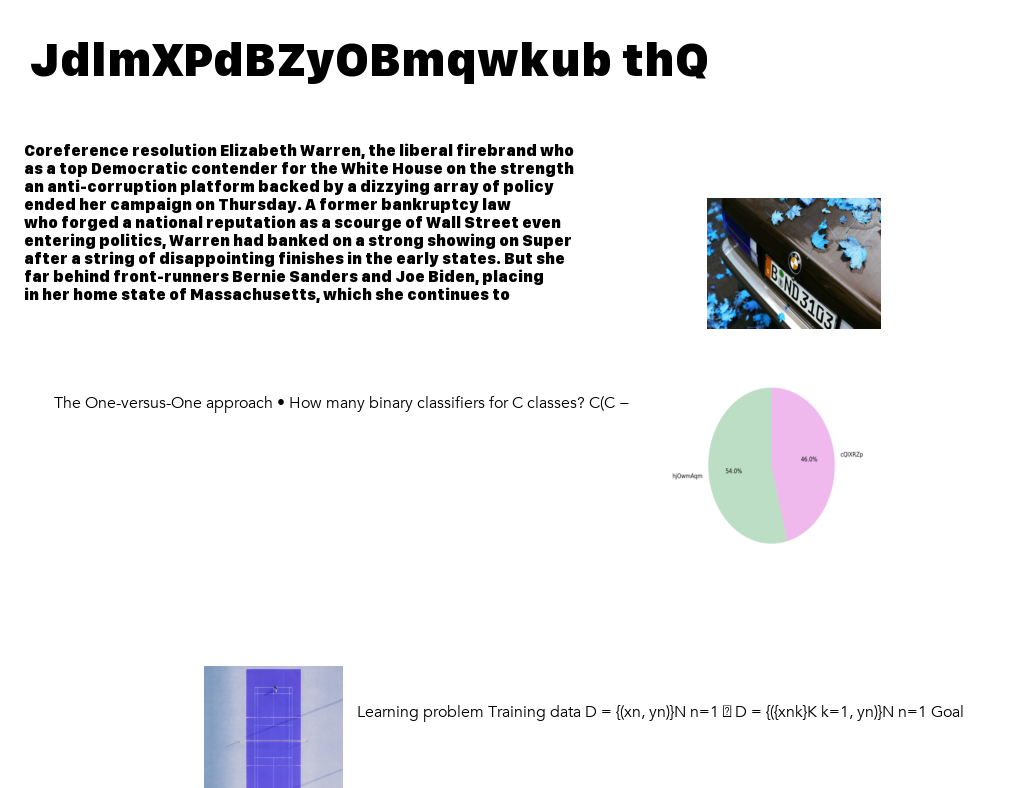 JdlmXPdBZyOBmqwkub thQ
Coreference resolution Elizabeth Warren, the liberal firebrand who
as a top Democratic contender for the White House on the strength
an anti-corruption platform backed by a dizzying array of policy
ended her campaign on Thursday. A former bankruptcy law
who forged a national reputation as a scourge of Wall Street even
entering politics, Warren had banked on a strong showing on Super
after a string of disappointing finishes in the early states. But she
far behind front-runners Bernie Sanders and Joe Biden, placing
in her home state of Massachusetts, which she continues to
B ND 3103
The One-versus-One approach • How many binary classifiers for C classes? C(C –
46.0%
cQlXRZp
54.0%
hjOwmAqm
Learning problem Training data D = {(xn, yn)}N n=1 D = {({xnk}K k=1, yn)}N n=1 Goal